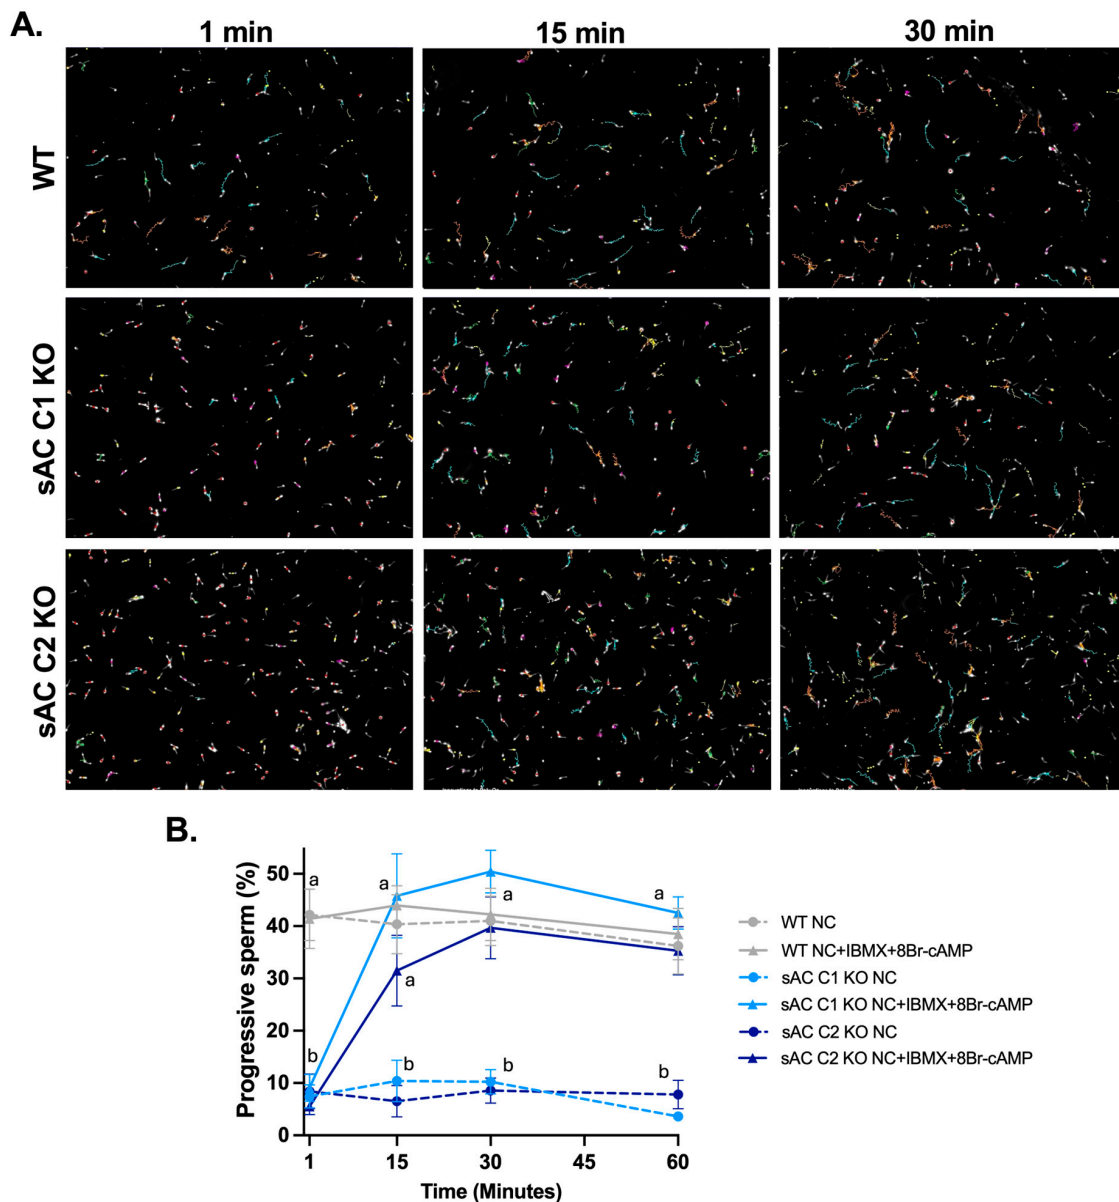 A.
1 min
15 min
30 min
WT
sAC C1 KO
sAC C2 KO
B.
Progressive sperm (%)
50
40
30
20
10
0
a
a
a
a
a
b
b
b
b
1
15
30
45
60
Time (Minutes)
WT NC
WT NC+IBMX+8Br-cAMP
sAC C1 KO NC
sAC C1 KO NC+IBMX+8Br-cAMP
sAC C2 KO NC
sAC C2 KO NC+IBMX+8Br-cAMP